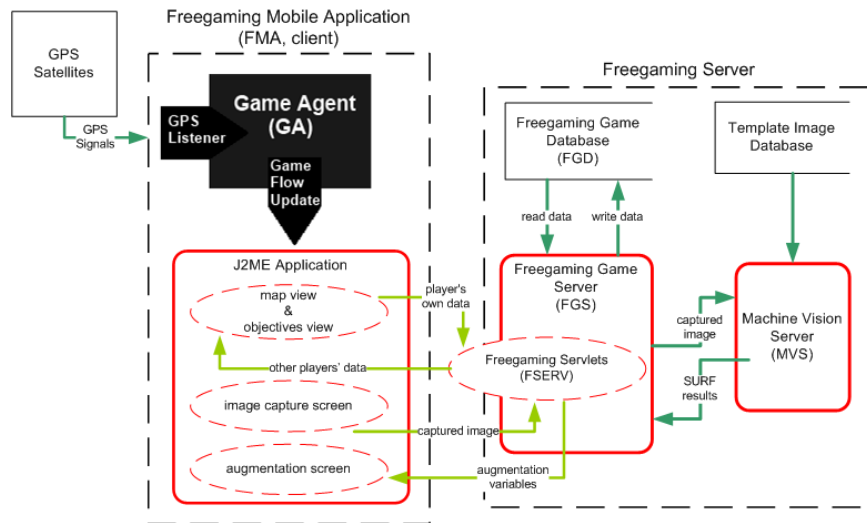 Freegaming Mobile Application
(FMA, client)
GPS
Satellites
GPS
Signals
GPS
Listener
Game Agent
(GA)
Game
Flow
Update
J2ME Application
map view
&
objectives view
image capture screen
augmentation screen
player's
own data
other players' data
captured image
augmentation
variables
Freegaming Server
Freegaming Game
Database
(FGD)
Template Image
Database
read data
write data
Freegaming Game
Server
(FGS)
Freegaming Servlets
(FSERV)
captured
image
SURF
results
Machine Vision
Server
(MVS)